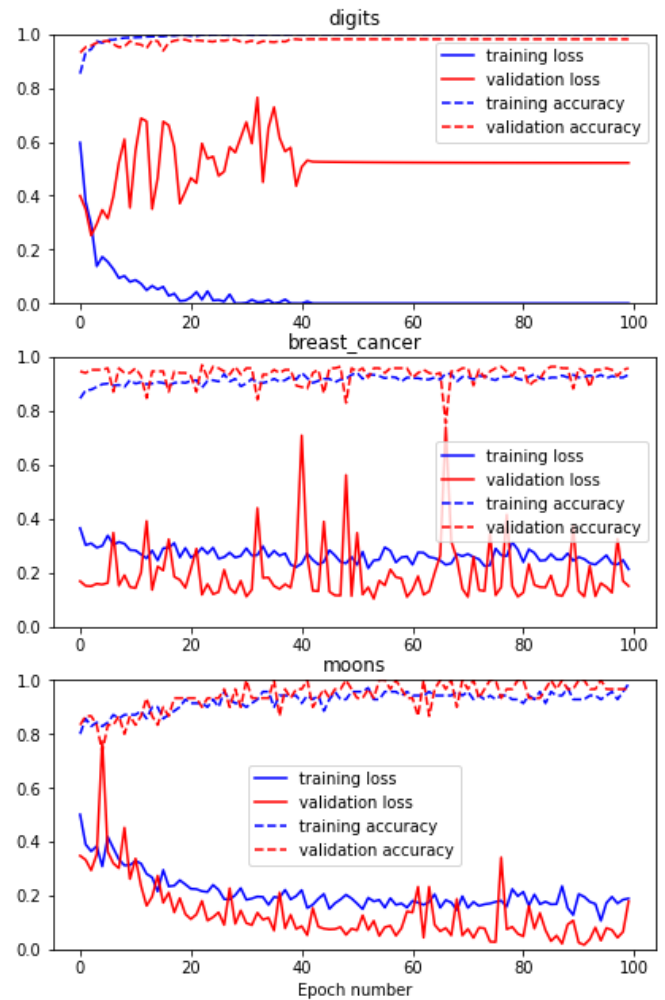 digits
1.0
0.8
0.6
0.4
0.2
0.0
training loss
validation loss
training accuracy
validation accuracy
0 20 40 60 80 100
breast_cancer
1.0
0.8
0.6
0.4
0.2
0.0
training loss
validation loss
training accuracy
validation accuracy
0 20 40 60 80 100
moons
1.0
0.8
0.6
0.4
0.2
0.0
training loss
validation loss
training accuracy
validation accuracy
0 20 40 60 80 100
Epoch number